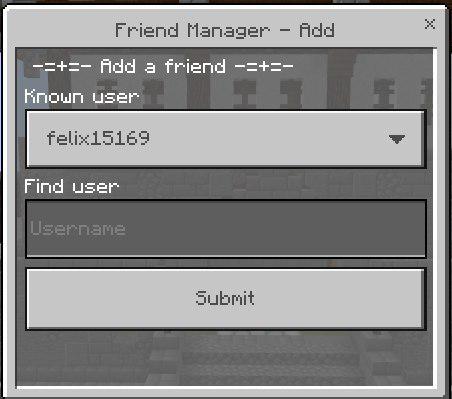 Friend Manager - Add
-=+=- Add a friend -=+=-
Known user
felix15169
Find user
Username
Submit